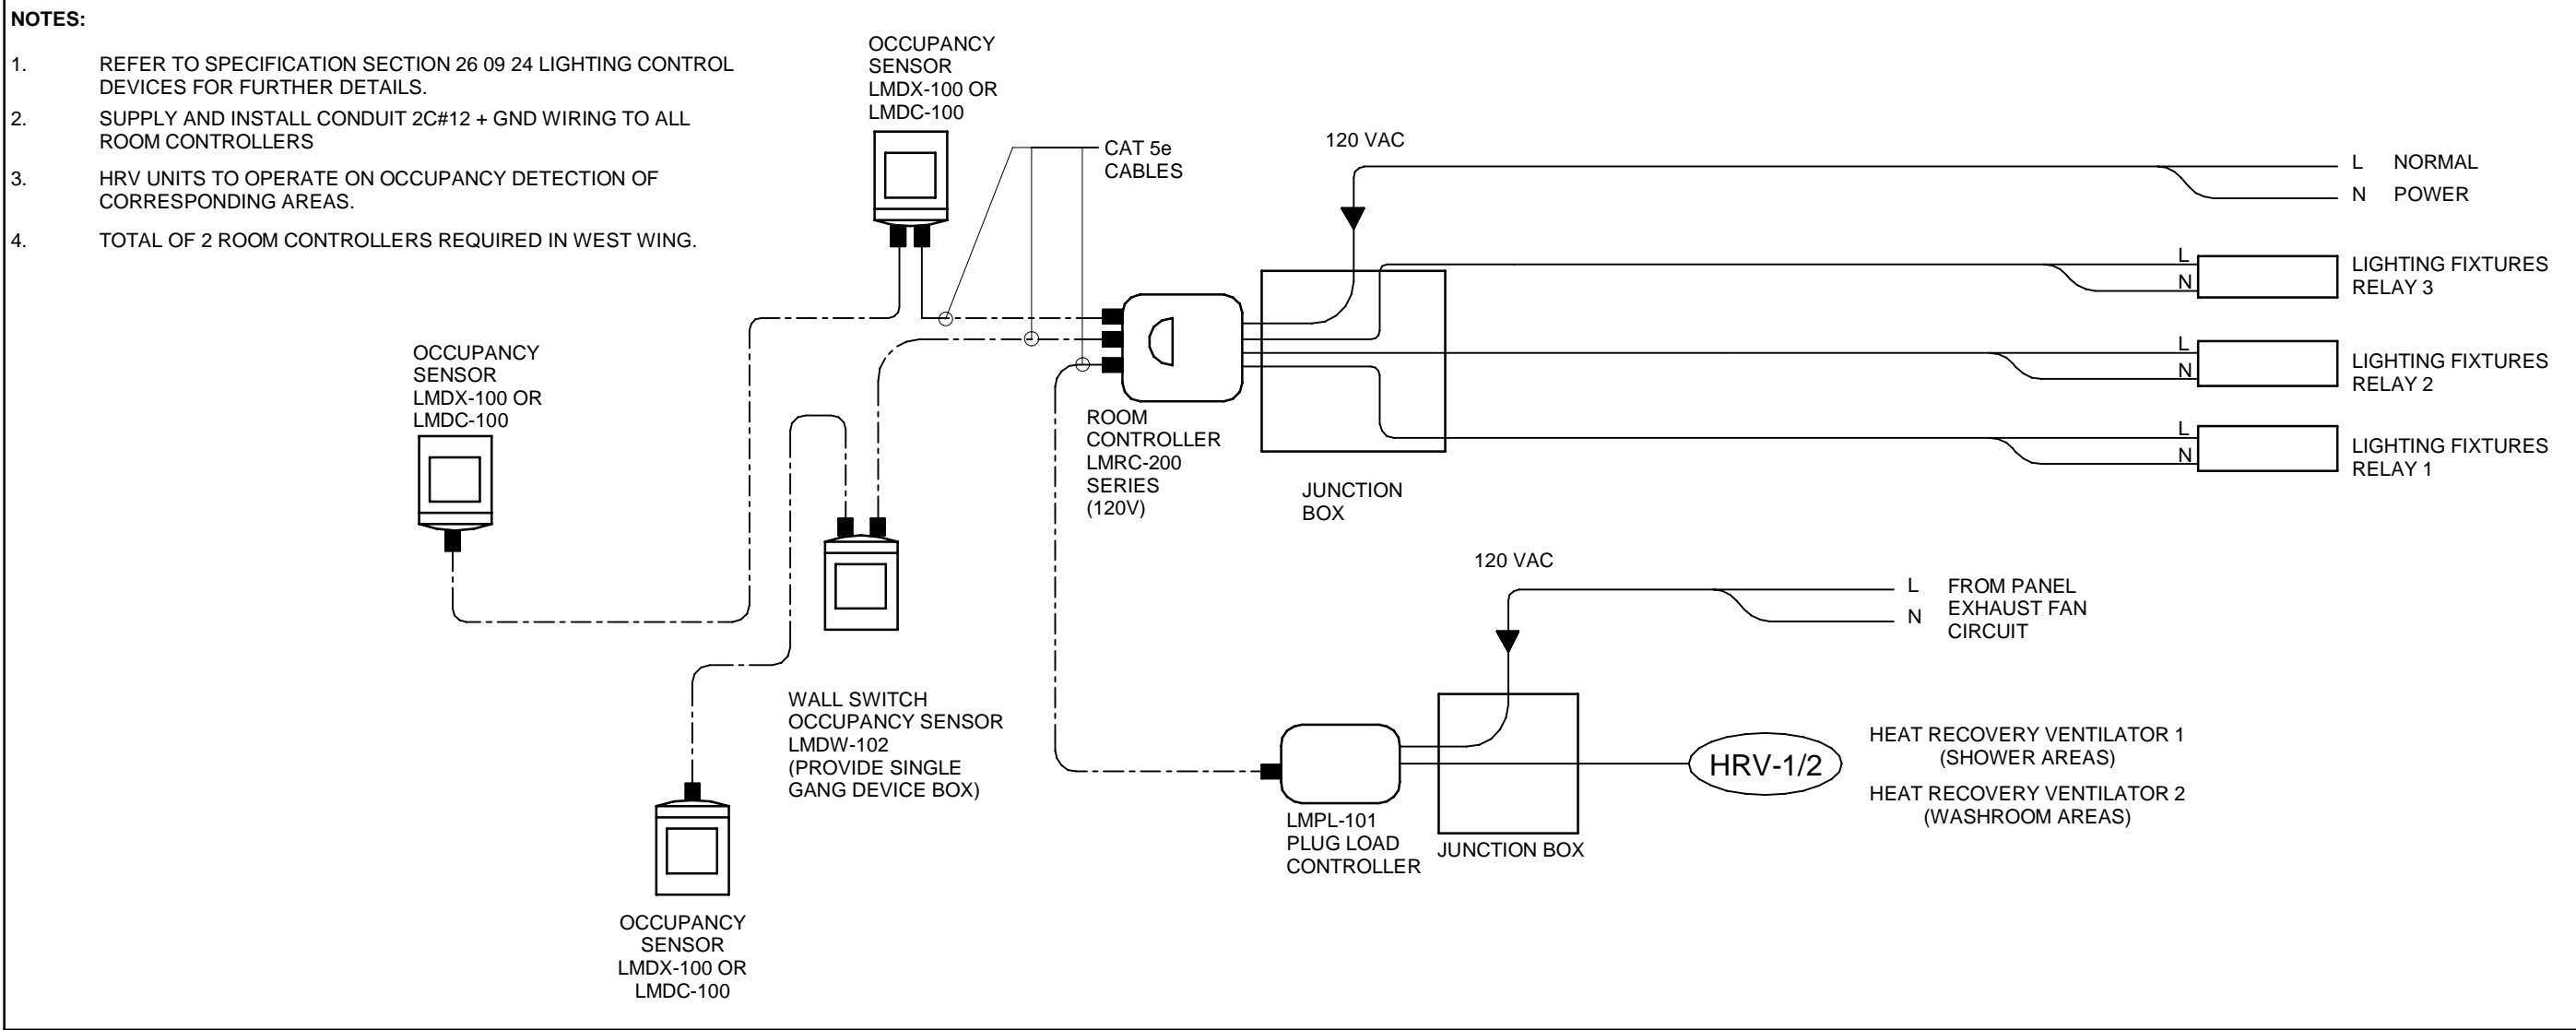 NOTES:
1. REFER TO SPECIFICATION SECTION 26 09 24 LIGHTING CONTROL
DEVICES FOR FURTHER DETAILS.
2. SUPPLY AND INSTALL CONDUIT 2C#12 + GND WIRING TO ALL
ROOM CONTROLLERS
3. HRV UNITS TO OPERATE ON OCCUPANCY DETECTION OF
CORRESPONDING AREAS.
4. TOTAL OF 2 ROOM CONTROLLERS REQUIRED IN WEST WING.
OCCUPANCY
SENSOR
LMDX-100 OR
LMDC-100
CAT 5e
CABLES
120 VAC
L NORMAL
N POWER
L
N
LIGHTING FIXTURES
RELAY 3
L
N
LIGHTING FIXTURES
RELAY 2
L
N
LIGHTING FIXTURES
RELAY 1
OCCUPANCY
SENSOR
LMDX-100 OR
LMDC-100
ROOM
CONTROLLER
LMRC-200
SERIES
(120V)
JUNCTION
BOX
120 VAC
L FROM PANEL
EXHAUST FAN
N
CIRCUIT
WALL SWITCH
OCCUPANCY SENSOR
LMDW-102
(PROVIDE SINGLE
GANG DEVICE BOX)
HRV-1/2
HEAT RECOVERY VENTILATOR 1
(SHOWER AREAS)
HEAT RECOVERY VENTILATOR 2
(WASHROOM AREAS)
LMPL-101
PLUG LOAD
CONTROLLER
JUNCTION BOX
OCCUPANCY
SENSOR
LMDX-100 OR
LMDC-100